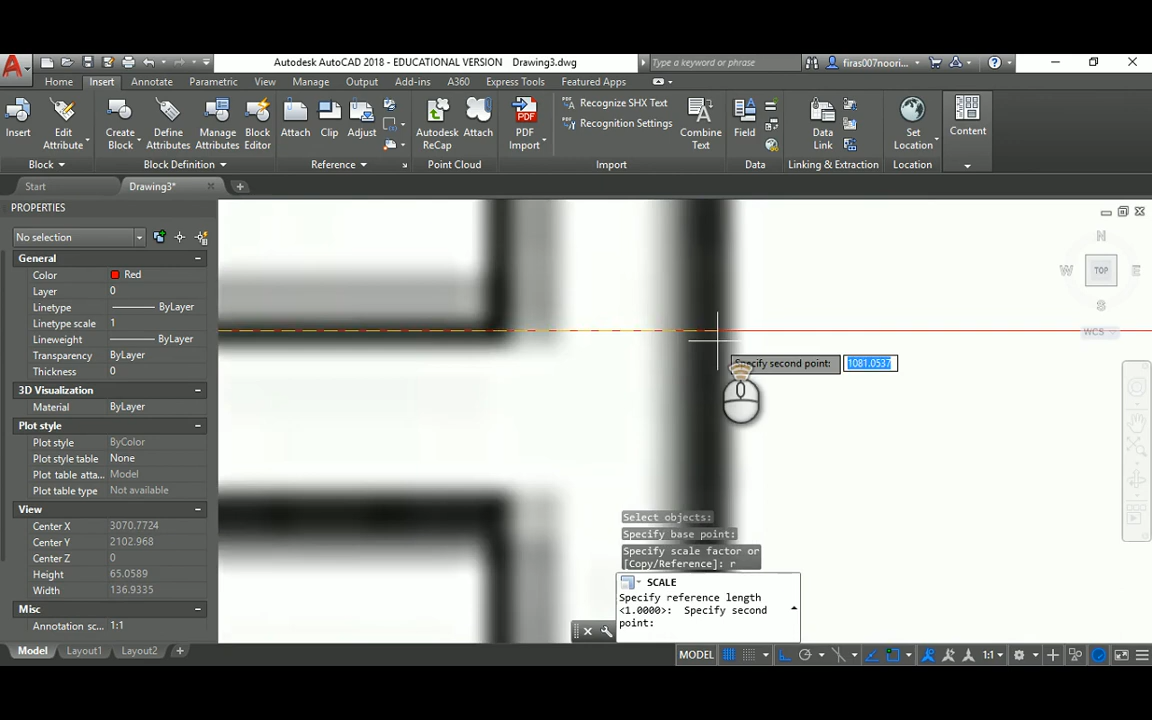 Autodesk AutoCAD 2018 - EDUCATIONAL VERSION Drawing3.dwg
Type a keyword or phrase
firas007noori...
Home Insert Annotate Parametric View Manage Output Add-ins A360 Express Tools Featured Apps
Insert
Edit
Attribute
Create
Block
Define
Attributes
Manage
Attributes
Block
Editor
Attach
Clip
Adjust
Autodesk
ReCap
Attach
PDF
Import
Recognize SHX Text
Recognition Settings
Combine
Text
Field
Data
Link
Set
Location
Content
Block Block Definition Reference Point Cloud Import Data Linking & Extraction Location
Start Drawing3*
PROPERTIES
No selection
General
Color Red
Layer 0
Linetype ByLayer
Linetype scale 1
Lineweight ByLayer
Transparency ByLayer
Thickness 0
3D Visualization
Material ByLayer
Plot style
Plot style ByColor
Plot style table None
Plot table atta... Model
Plot table type Not available
View
Center X 3070.7724
Center Y 2102.968
Center Z 0
Height 65.0589
Width 136.9335
Misc
Annotation sc... 1:1
N
W TOP E
S
WCS
Specify second point: 1081.0537
Select objects:
Specify base point:
Specify scale factor or
[Copy/Reference]: r
SCALE
Specify reference length
<1.0000>: Specify second
point:
Model Layout1 Layout2 +
MODEL 1:1